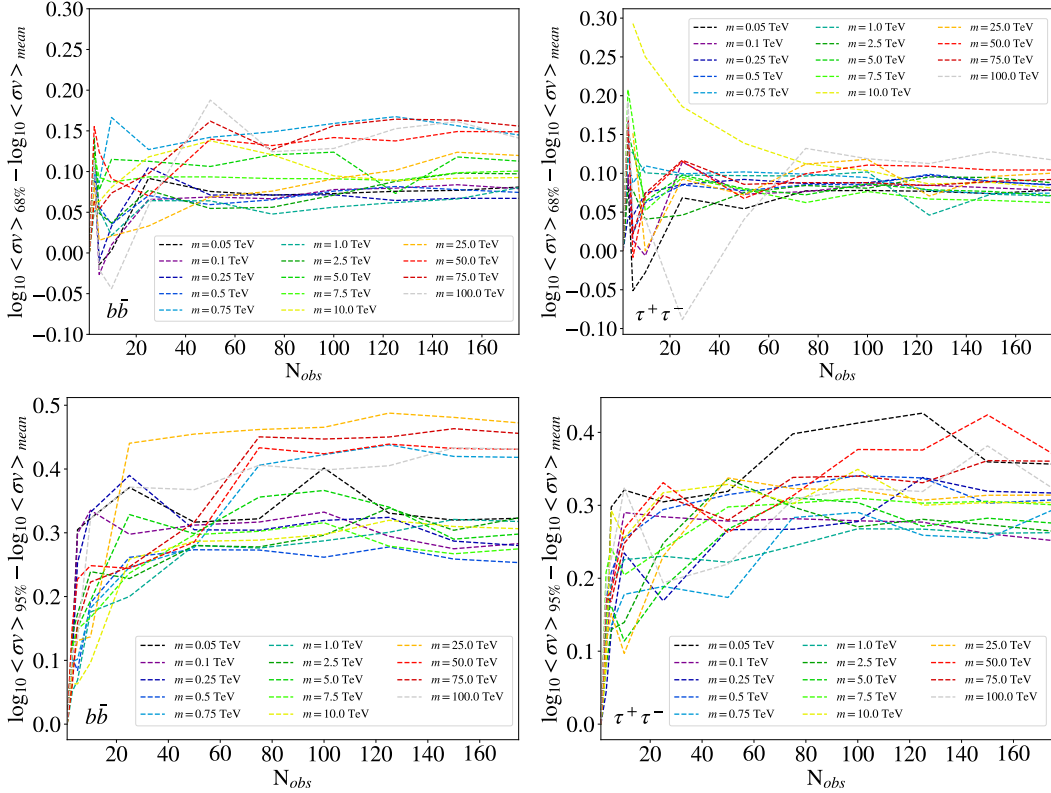 log₁₀ < σv > 68% − log₁₀ < σv > mean
0.30
0.25
0.20
0.15
0.10
0.05
0.00
−0.05
−0.10
m = 0.05 TeV
m = 0.1 TeV
m = 0.25 TeV
m = 0.5 TeV
m = 0.75 TeV
m = 1.0 TeV
m = 2.5 TeV
m = 5.0 TeV
m = 7.5 TeV
m = 10.0 TeV
m = 25.0 TeV
m = 50.0 TeV
m = 75.0 TeV
m = 100.0 TeV
bb̄
20 40 60 80 100 120 140 160
N_obs
log₁₀ < σv > 68% − log₁₀ < σv > mean
0.30
0.25
0.20
0.15
0.10
0.05
0.00
−0.05
−0.10
m = 0.05 TeV
m = 0.1 TeV
m = 0.25 TeV
m = 0.5 TeV
m = 0.75 TeV
m = 1.0 TeV
m = 2.5 TeV
m = 5.0 TeV
m = 7.5 TeV
m = 10.0 TeV
m = 25.0 TeV
m = 50.0 TeV
m = 75.0 TeV
m = 100.0 TeV
τ⁺τ⁻
20 40 60 80 100 120 140 160
N_obs
log₁₀ < σv > 95% − log₁₀ < σv > mean
0.5
0.4
0.3
0.2
0.1
0.0
m = 0.05 TeV
m = 0.1 TeV
m = 0.25 TeV
m = 0.5 TeV
m = 0.75 TeV
m = 1.0 TeV
m = 2.5 TeV
m = 5.0 TeV
m = 7.5 TeV
m = 10.0 TeV
m = 25.0 TeV
m = 50.0 TeV
m = 75.0 TeV
m = 100.0 TeV
bb̄
20 40 60 80 100 120 140 160
N_obs
log₁₀ < σv > 95% − log₁₀ < σv > mean
0.4
0.3
0.2
0.1
0.0
m = 0.05 TeV
m = 0.1 TeV
m = 0.25 TeV
m = 0.5 TeV
m = 0.75 TeV
m = 1.0 TeV
m = 2.5 TeV
m = 5.0 TeV
m = 7.5 TeV
m = 10.0 TeV
m = 25.0 TeV
m = 50.0 TeV
m = 75.0 TeV
m = 100.0 TeV
τ⁺τ⁻
20 40 60 80 100 120 140 160
N_obs